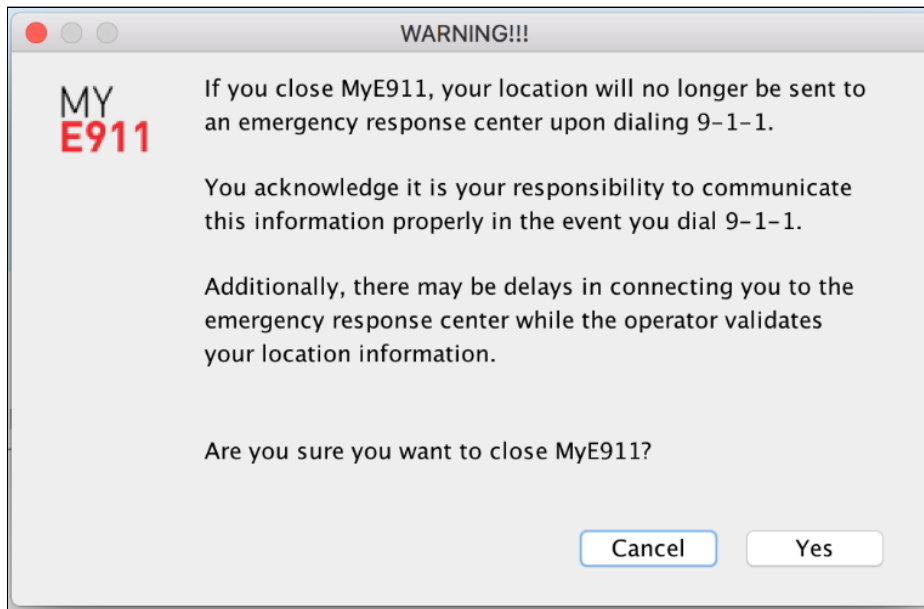 WARNING!!!
MY
E911
If you close MyE911, your location will no longer be sent to
an emergency response center upon dialing 9-1-1.
You acknowledge it is your responsibility to communicate
this information properly in the event you dial 9-1-1.
Additionally, there may be delays in connecting you to the
emergency response center while the operator validates
your location information.
Are you sure you want to close MyE911?
Cancel
Yes